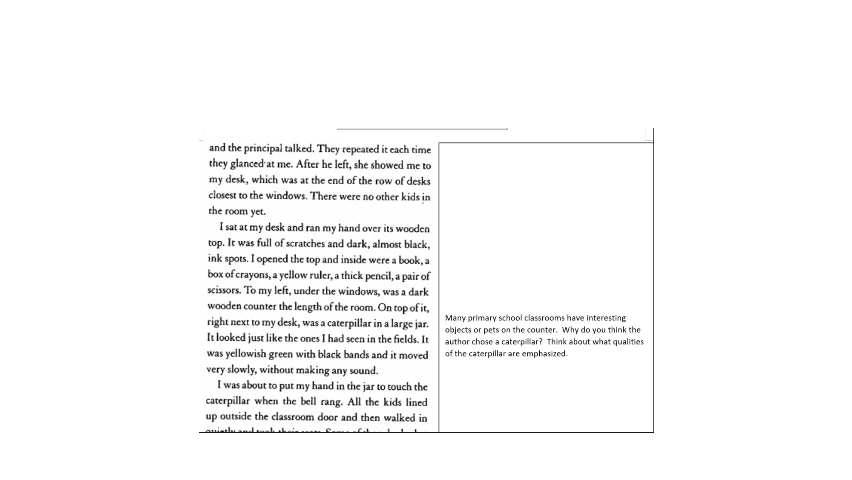 and the principal talked. They repeated it each time
they glanced at me. After he left, she showed me to
my desk, which was at the end of the row of desks
closest to the windows. There were no other kids in
the room yet.
I sat at my desk and ran my hand over its wooden
top. It was full of scratches and dark, almost black,
ink spots. I opened the top and inside were a book, a
box of crayons, a yellow ruler, a thick pencil, a pair of
scissors. To my left, under the windows, was a dark
wooden counter the length of the room. On top of it,
right next to my desk, was a caterpillar in a large jar.
It looked just like the ones I had seen in the fields. It
was yellowish green with black bands and it moved
very slowly, without making any sound.
I was about to put my hand in the jar to touch the
caterpillar when the bell rang. All the kids lined
up outside the classroom door and then walked in
quietly and took their seats. Some of
Many primary school classrooms have interesting
objects or pets on the counter.  Why do you think the
author chose a caterpillar?  Think about what qualities
of the caterpillar are emphasized.